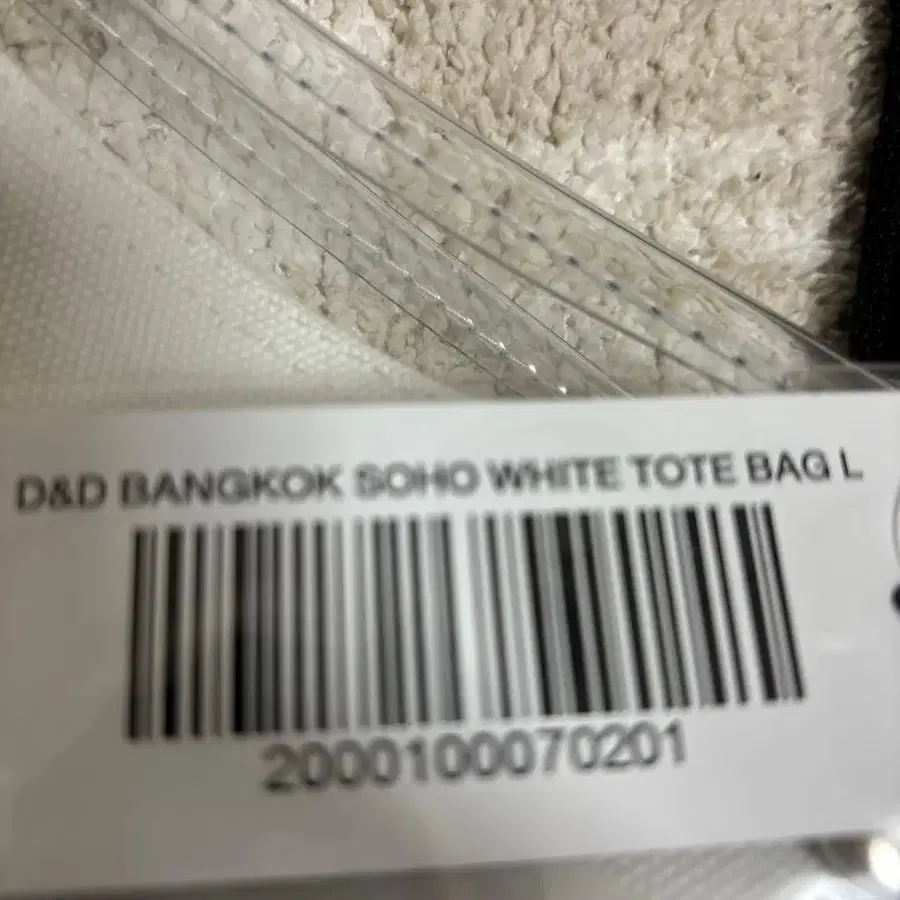 D&D BANGKOK SOHO WHITE TOTE BAG L
2000100070201